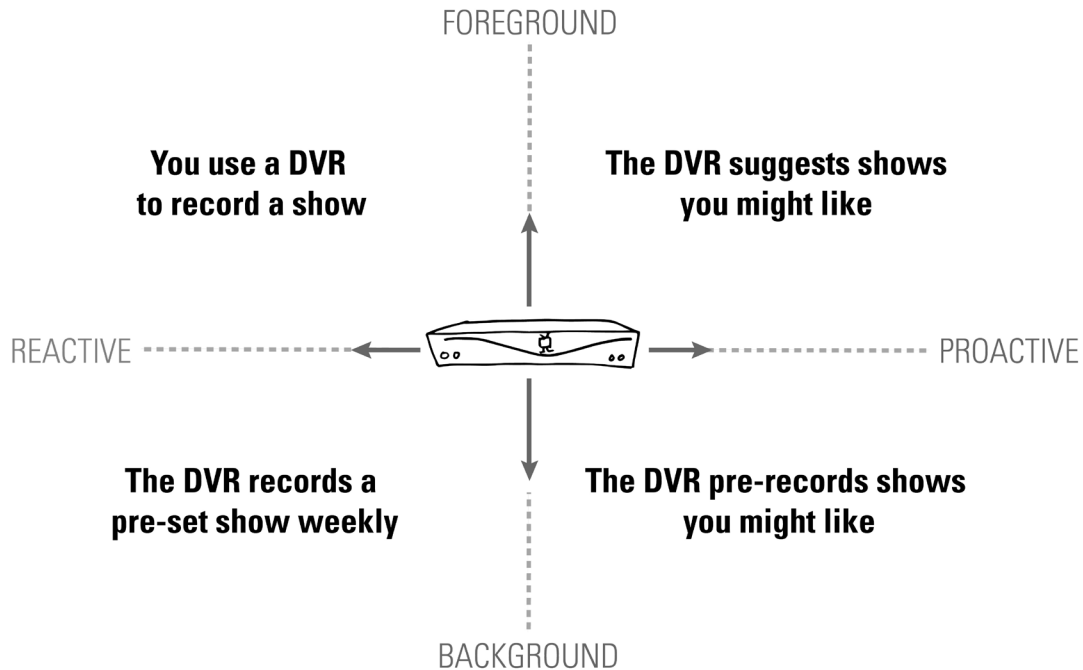 FOREGROUND
You use a DVR
to record a show
The DVR suggests shows
you might like
REACTIVE
PROACTIVE
The DVR records a
pre-set show weekly
The DVR pre-records shows
you might like
BACKGROUND